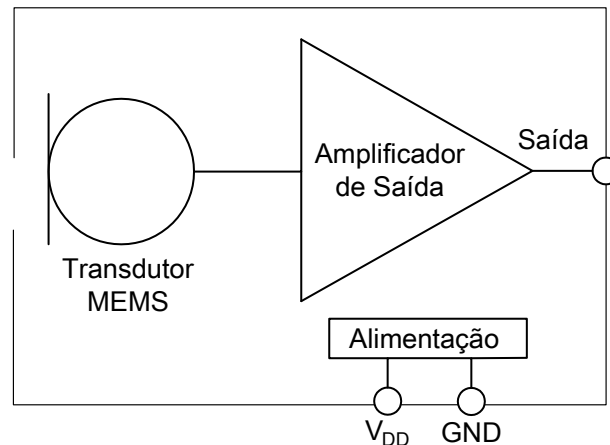 Saída
Amplificador
de Saída
Transdutor
MEMS
Alimentação
VDD GND